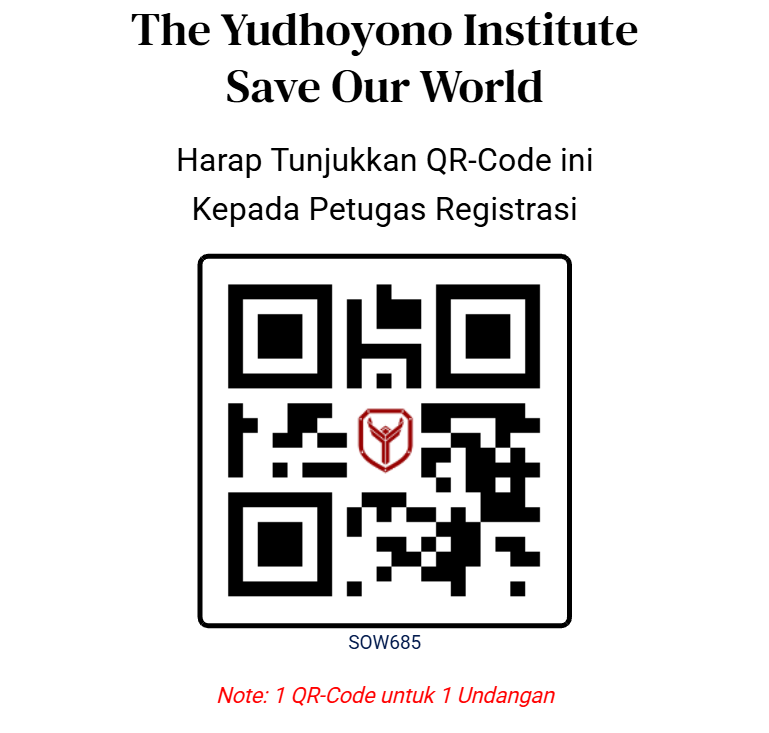 The Yudhoyono Institute
Save Our World
Harap Tunjukkan QR-Code ini
Kepada Petugas Registrasi
SOW685
Note: 1 QR-Code untuk 1 Undangan